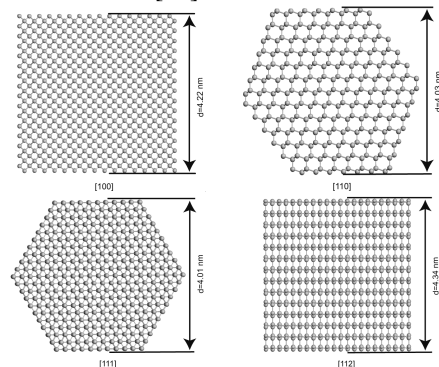 d=4.22 nm
[100]
d=4.03 nm
[110]
d=4.01 nm
[111]
d=4.34 nm
[112]